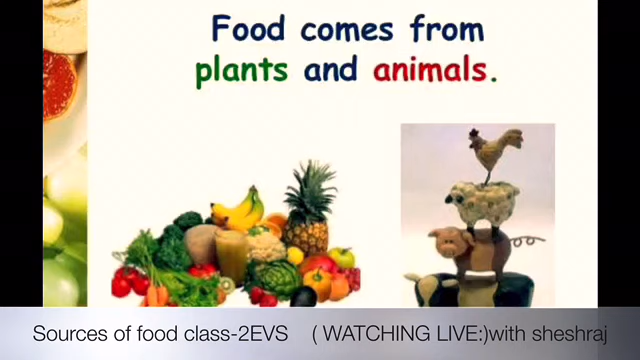 Food comes from
plants and animals.
Sources of food class-2EVS ( WATCHING LIVE:)with sheshraj